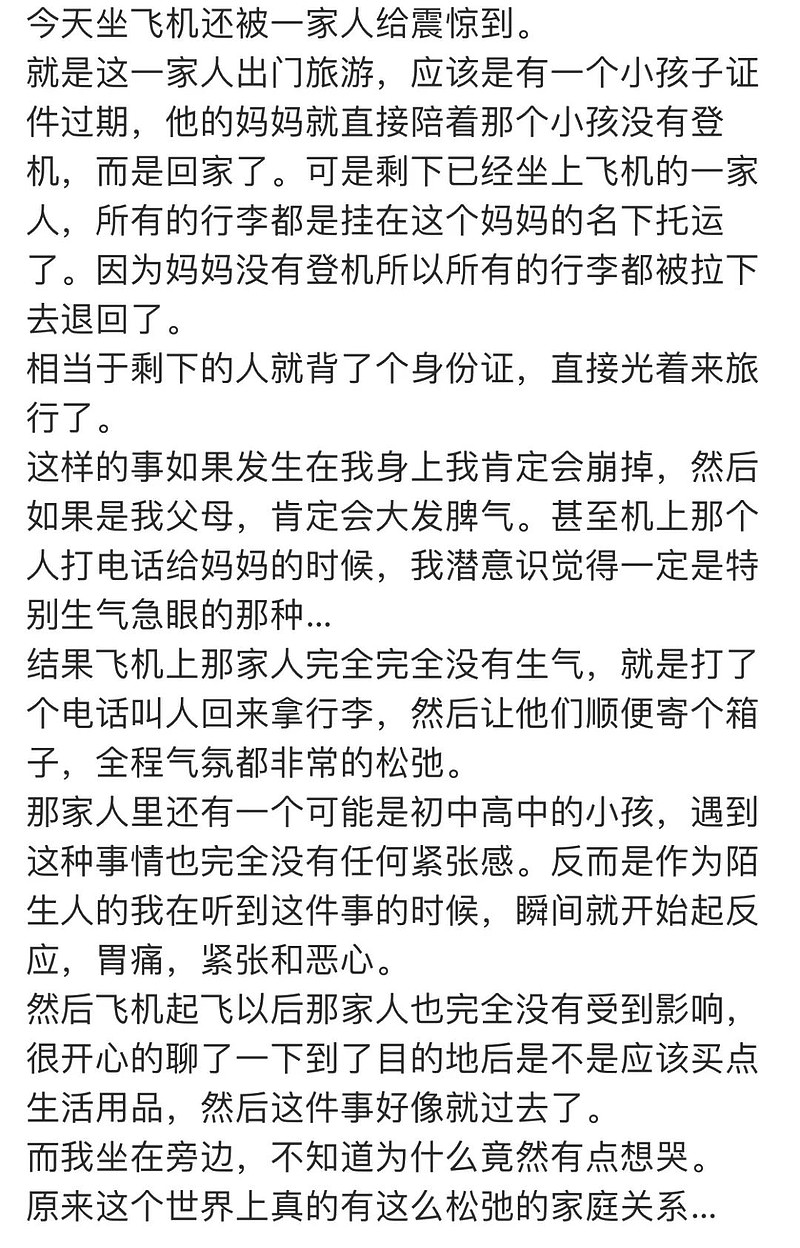 今天坐飞机还被一家人给震惊到。
就是这一家人出门旅游，应该是有一个小孩子证
件过期，他的妈妈就直接陪着那个小孩没有登
机，而是回家了。可是剩下已经坐上飞机的一家
人，所有的行李都是挂在这个妈妈的名下托运
了。因为妈妈没有登机所以所有的行李都被拉下
去退回了。
相当于剩下的人就背了个身份证，直接光着来旅
行了。
这样的事如果发生在我身上我肯定会崩掉，然后
如果是我父母，肯定会大发脾气。甚至机上那个
人打电话给妈妈的时候，我潜意识觉得一定是特
别生气急眼的那种...
结果飞机上那家人完全完全没有生气，就是打了
个电话叫人回来拿行李，然后让他们顺便寄个箱
子，全程气氛都非常的松弛。
那家人里还有一个可能是初中高中的小孩，遇到
这种事情也完全没有任何紧张感。反而是作为陌
生人的我在听到这件事的时候，瞬间就开始起反
应，胃痛，紧张和恶心。
然后飞机起飞以后那家人也完全没有受到影响，
很开心的聊了一下到了目的地后是不是应该买点
生活用品，然后这件事好像就过去了。
而我坐在旁边，不知道为什么竟然有点想哭。
原来这个世界上真的有这么松弛的家庭关系...